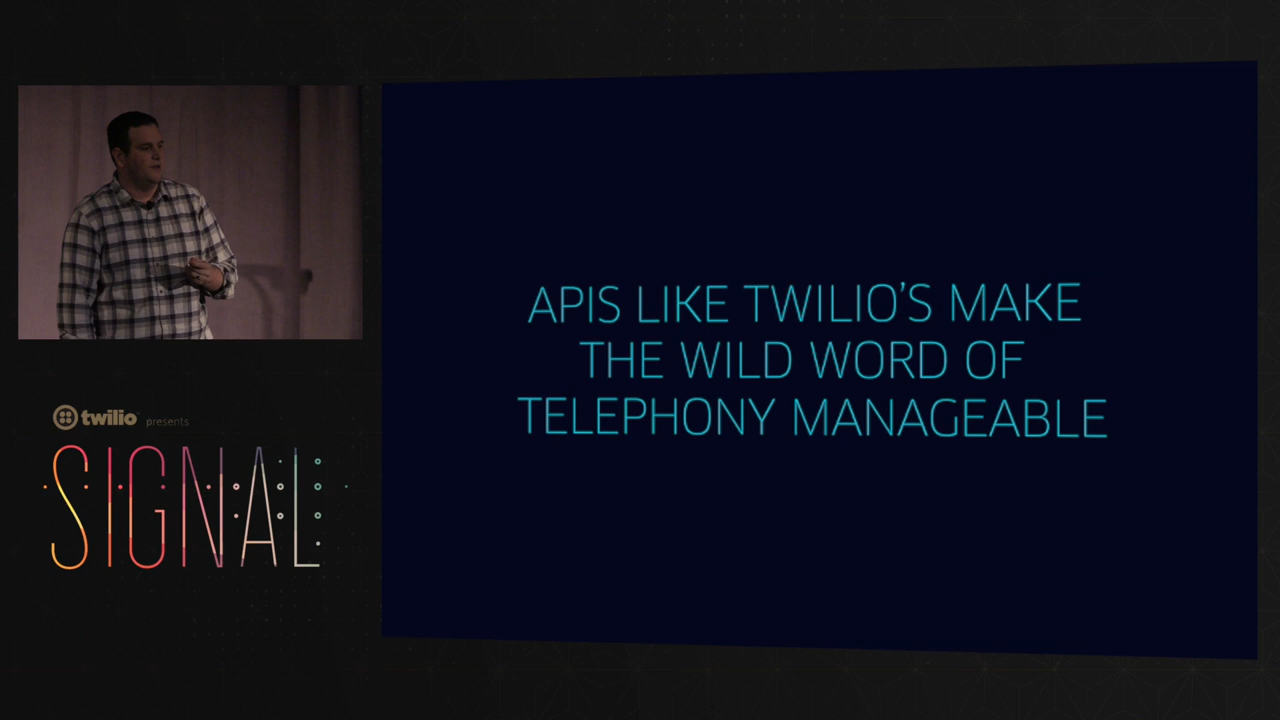 twilio presents
SIGNAL
APIS LIKE TWILIO'S MAKE
THE WILD WORD OF
TELEPHONY MANAGEABLE